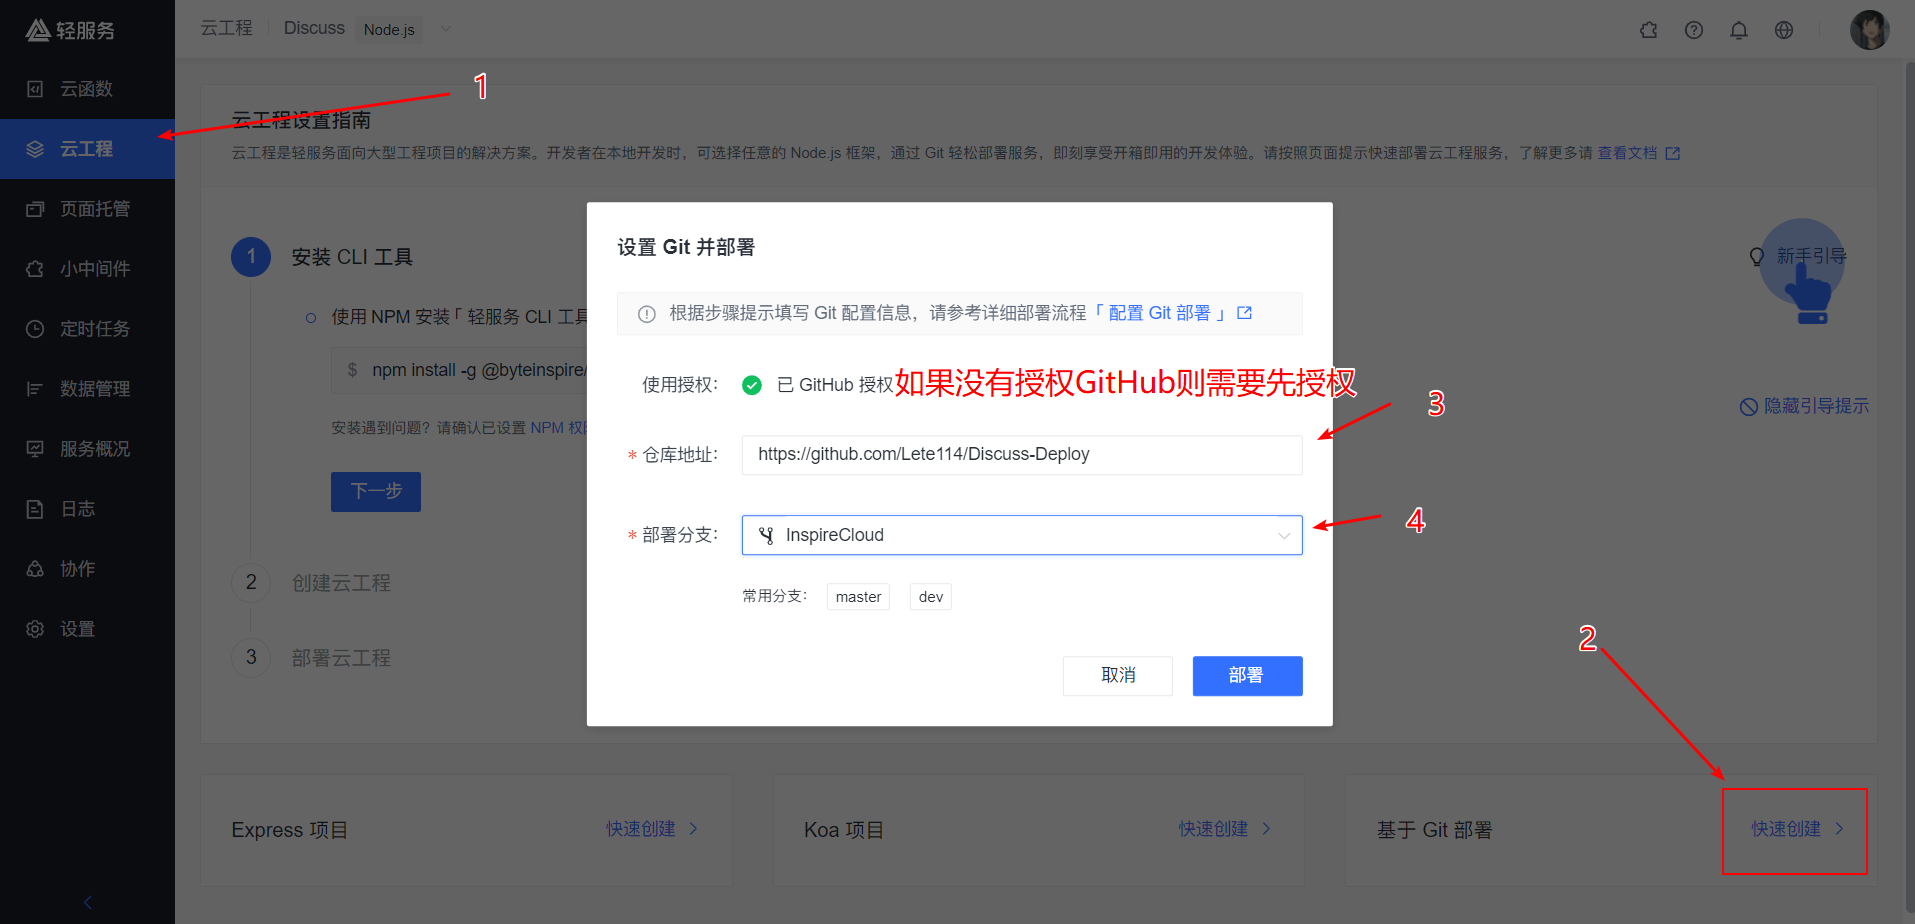 轻服务
云工程
Discuss
Node.js
云函数
云工程
页面托管
小中间件
定时任务
数据管理
服务概况
日志
协作
设置
1
云工程设置指南
云工程是轻服务面向大型工程项目的解决方案。开发者在本地开发时，可选择任意的 Node.js 框架，通过 Git 轻松部署服务，即刻享受开箱即用的开发体验。请按照页面提示快速部署云工程服务，了解更多请 查看文档
1 安装 CLI 工具
使用 NPM 安装「 轻服务 CLI 工具
$ npm install -g @byteinspire/
安装遇到问题？请确认已设置 NPM 权
下一步
2 创建云工程
3 部署云工程
新手引导
隐藏引导提示
设置 Git 并部署
根据步骤提示填写 Git 配置信息，请参考详细部署流程「 配置 Git 部署 」
使用授权： 已 GitHub 授权
如果没有授权GitHub则需要先授权
3
* 仓库地址： https://github.com/Lete114/Discuss-Deploy
* 部署分支： InspireCloud
4
常用分支： master dev
取消 部署
2
Express 项目 快速创建
Koa 项目 快速创建
基于 Git 部署 快速创建